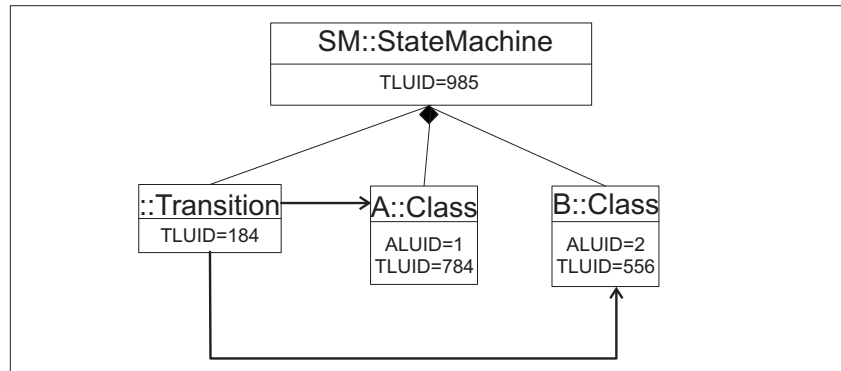 SM::StateMachine
TLUID=985
::Transition
TLUID=184
A::Class
ALUID=1
TLUID=784
B::Class
ALUID=2
TLUID=556